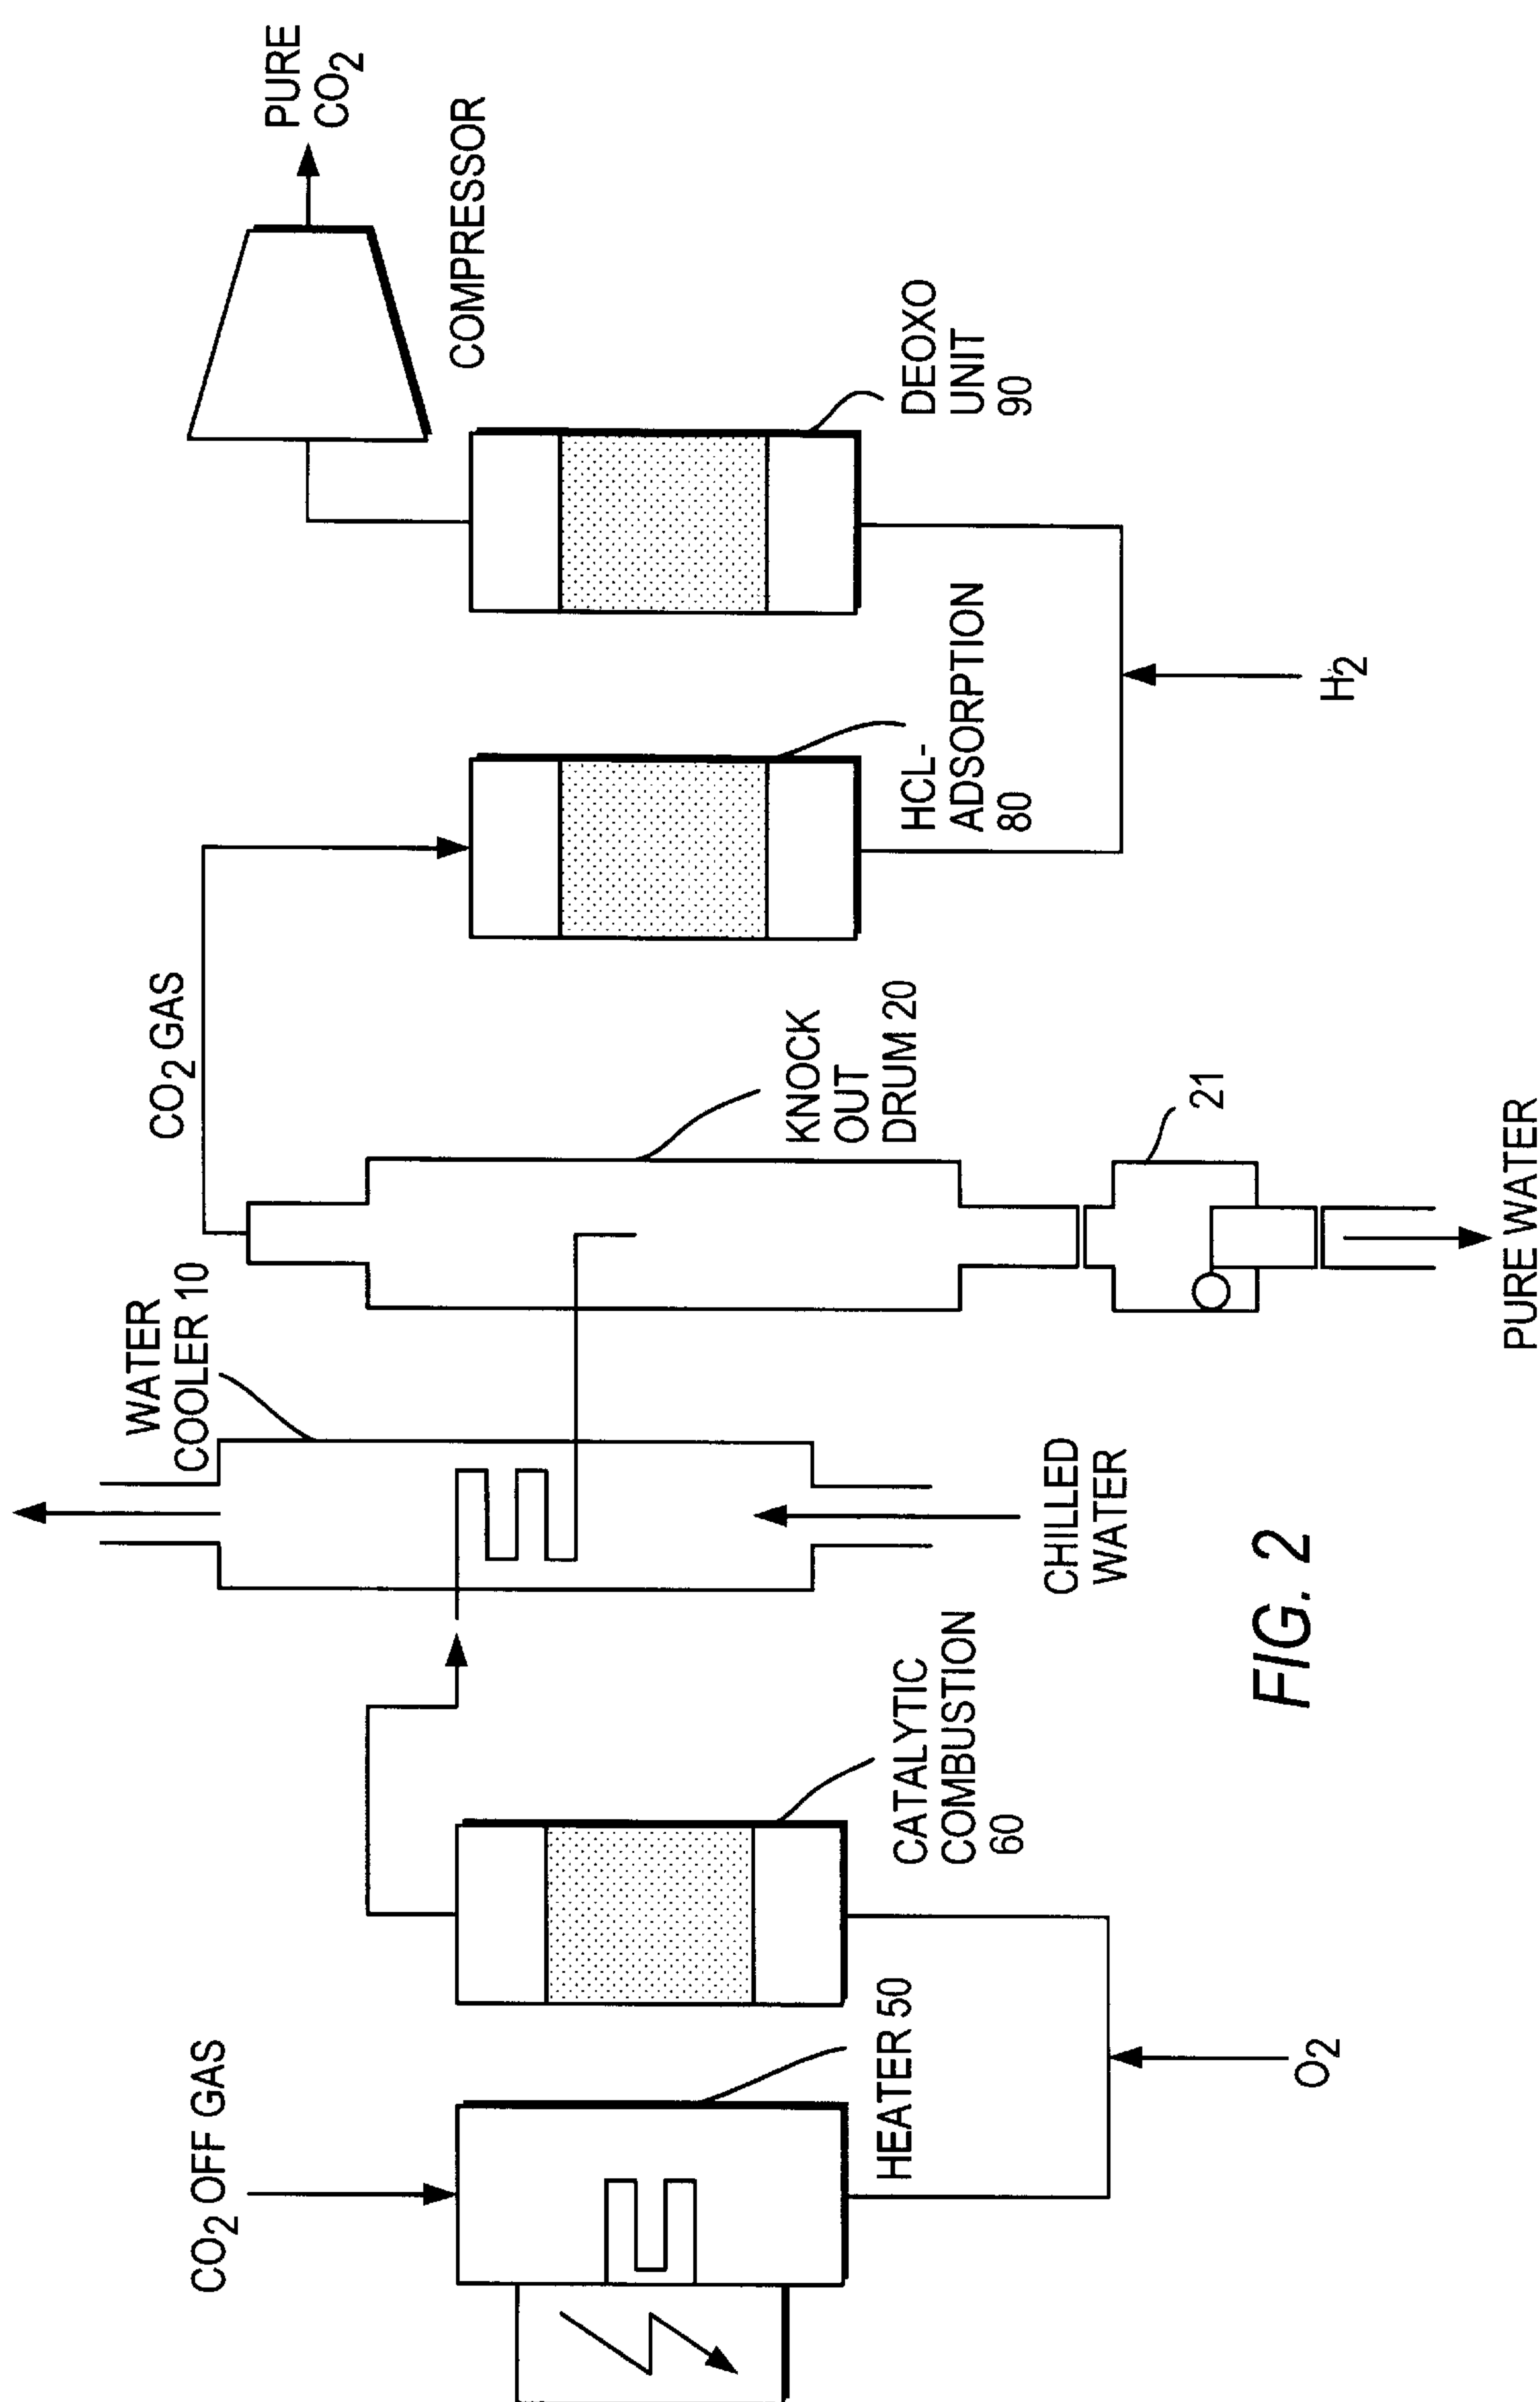 CO2 OFF GAS
HEATER 50
O2
CATALYTIC
COMBUSTION
60
WATER
COOLER 10
CHILLED
WATER
CO2 GAS
KNOCK
OUT
DRUM 20
21
PURE WATER
HCL-
ADSORPTION
80
H2
DEOXO
UNIT
90
COMPRESSOR
PURE
CO2
FIG. 2